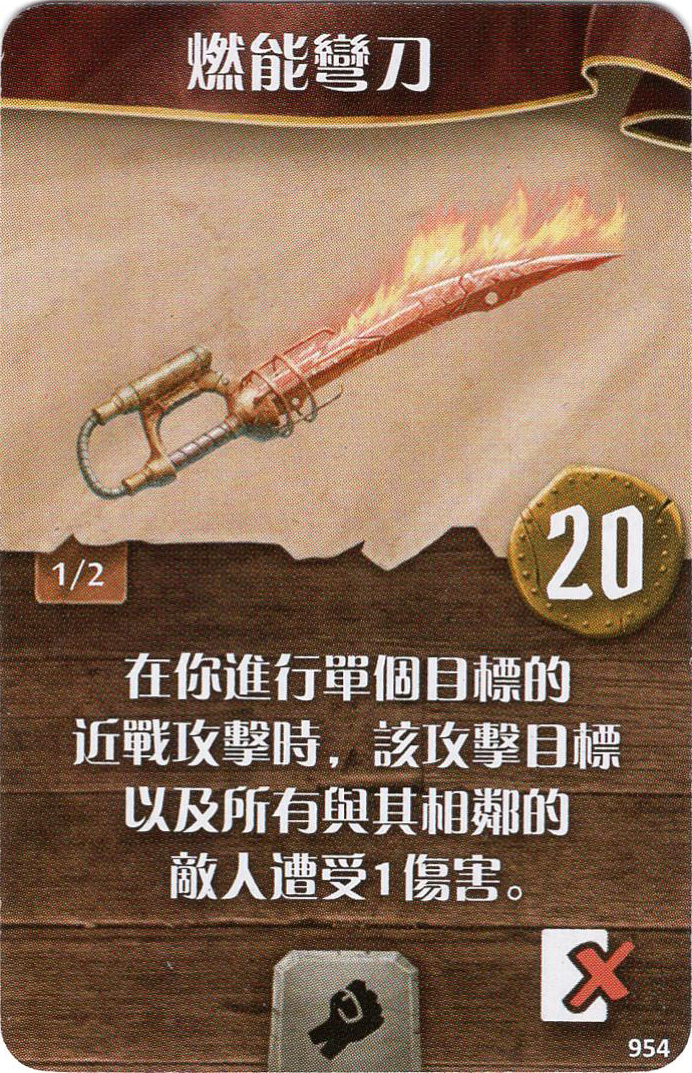 燃能彎刀
1/2
20
在你進行單個目標的
近戰攻擊時，該攻擊目標
以及所有與其相鄰的
敵人遭受1傷害。
954